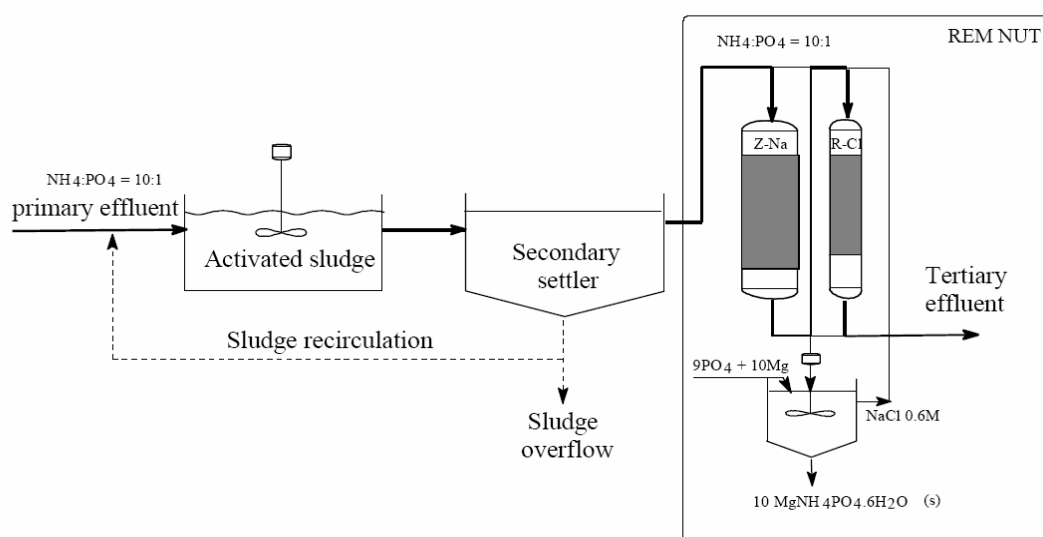 NH4:PO4 = 10:1
REM NUT
Z-Na
R-Cl
NH4:PO4 = 10:1
primary effluent
Activated sludge
Secondary
settler
Tertiary
effluent
Sludge recirculation
9PO4 + 10Mg
NaCl 0.6M
Sludge
overflow
10 MgNH4PO4.6H2O (s)